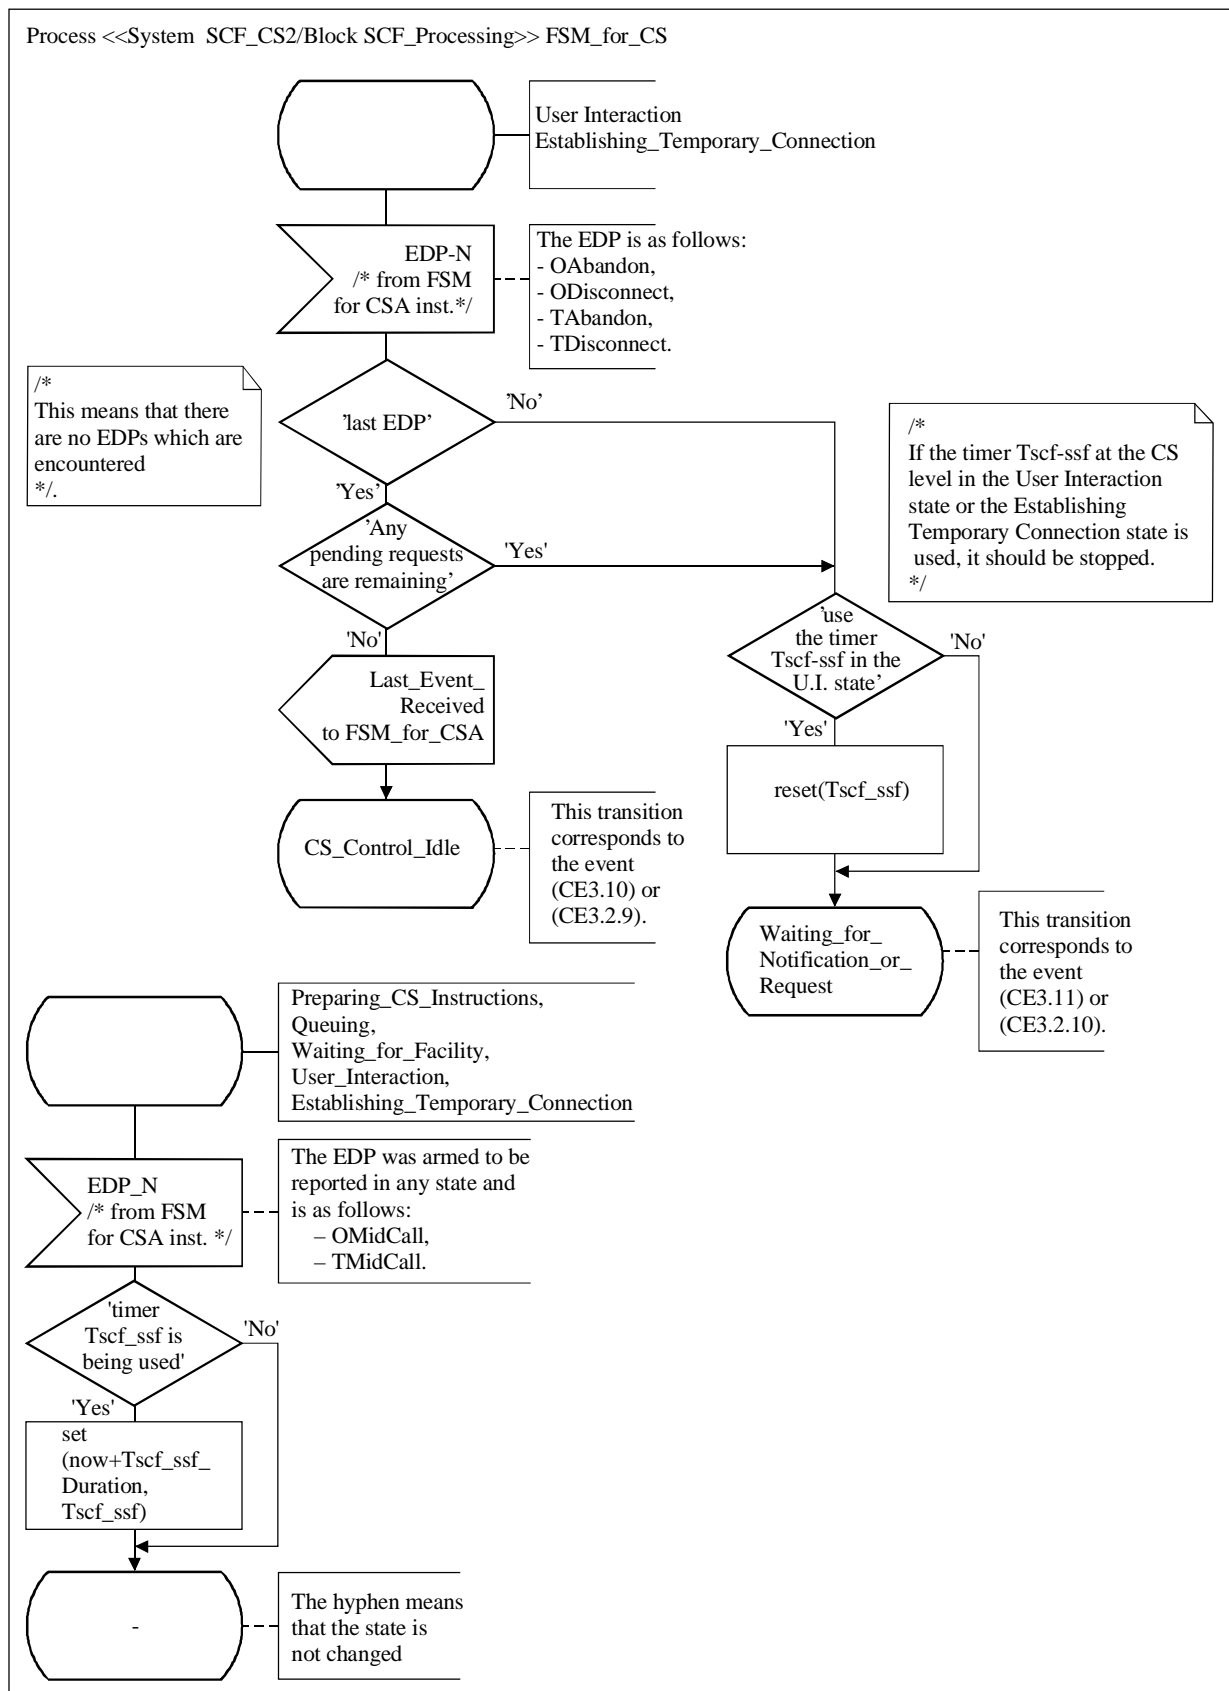 Process <<System SCF_CS2/Block SCF_Processing>> FSM_for_CS
User Interaction
Establishing_Temporary_Connection
EDP-N
/* from FSM
for CSA inst.*/
The EDP is as follows:
- OAbandon,
- ODisconnect,
- TAbandon,
- TDisconnect.
/*
This means that there
are no EDPs which are
encountered
*/.
'last EDP'
'No'
'Yes'
/*
If the timer Tscf-ssf at the CS
level in the User Interaction
state or the Establishing
Temporary Connection state is
used, it should be stopped.
*/
'Any
pending requests
are remaining'
'Yes'
'No'
'use
the timer
Tscf-ssf in the
U.I. state'
'No'
'Yes'
Last_Event_
Received
to FSM_for_CSA
reset(Tscf_ssf)
CS_Control_Idle
This transition
corresponds to
the event
(CE3.10) or
(CE3.2.9).
Waiting_for_
Notification_or_
Request
This transition
corresponds to
the event
(CE3.11) or
(CE3.2.10).
Preparing_CS_Instructions,
Queuing,
Waiting_for_Facility,
User_Interaction,
Establishing_Temporary_Connection
EDP_N
/* from FSM
for CSA inst. */
The EDP was armed to be
reported in any state and
is as follows:
– OMidCall,
– TMidCall.
'timer
Tscf_ssf is
being used'
'No'
'Yes'
set
(now+Tscf_ssf_
Duration,
Tscf_ssf)
-
The hyphen means
that the state is
not changed